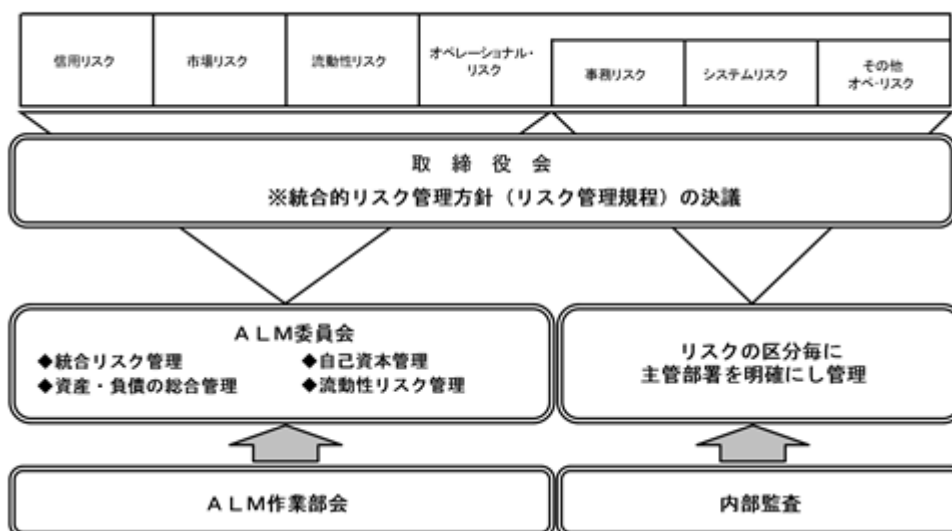 信用リスク
市場リスク
流動性リスク
オペレーショナル・
リスク
事務リスク
システムリスク
その他
オペ・リスク
取 締 役 会
※統合的リスク管理方針(リスク管理規程)の決議
ALM委員会
◆統合リスク管理 ◆自己資本管理
◆資産・負債の総合管理 ◆流動性リスク管理
リスクの区分毎に
主管部署を明確にし管理
ALM作業部会
内部監査